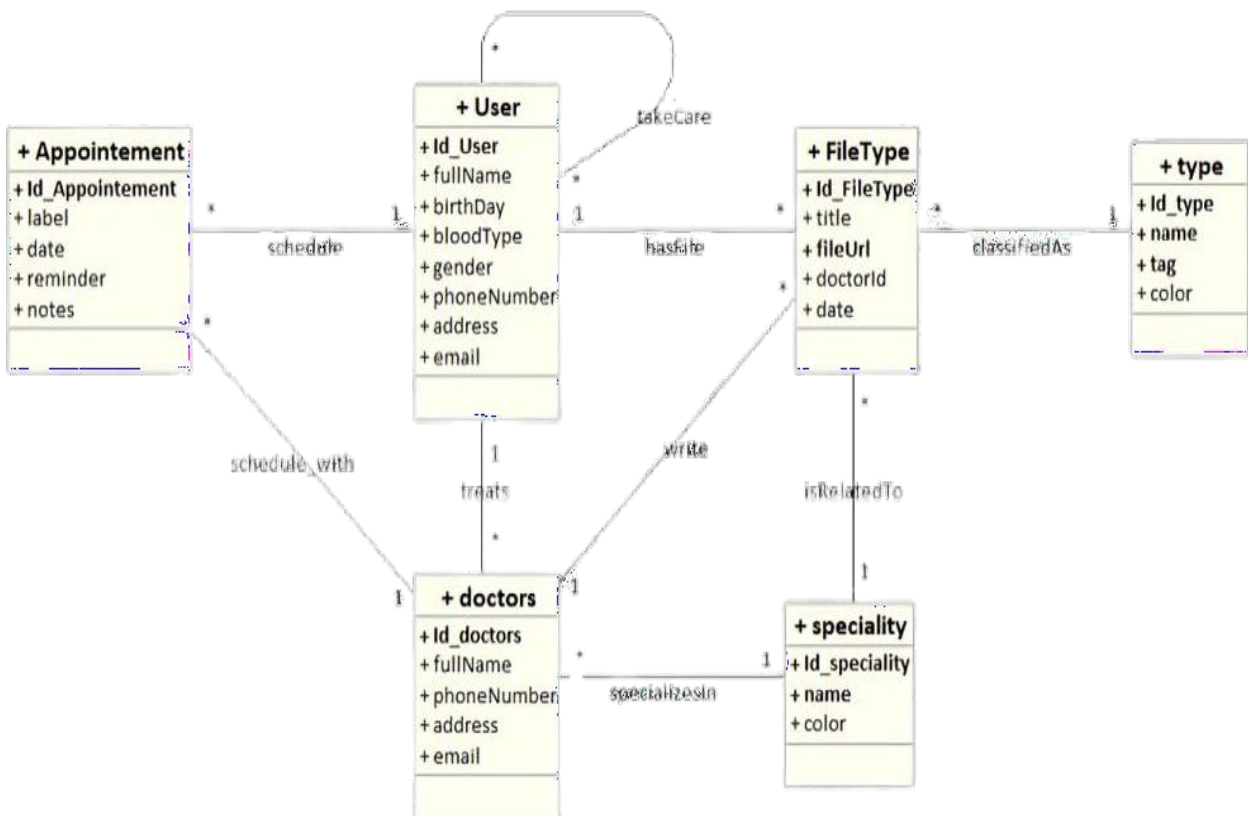 *
takeCare
*
+ User
+ Id_User
+ fullName
+ birthDay
+ bloodType
+ gender
+ phoneNumber
+ address
+ email
+ Appointement
+ Id_Appointement
+ label
+ date
+ reminder
+ notes
* 1
schedule
+ FileType
+ Id_FileType
+ title
+ fileUrl
+ doctorId
+ date
1 *
hasFile
+ type
+ Id_type
+ name
+ tag
+ color
* 1
classifiedAs
*
schedule_with
1
1
treats
*
*
write
1
*
isRelatedTo
1
+ doctors
+ Id_doctors
+ fullName
+ phoneNumber
+ address
+ email
* 1
specializesIn
+ speciality
+ Id_speciality
+ name
+ color